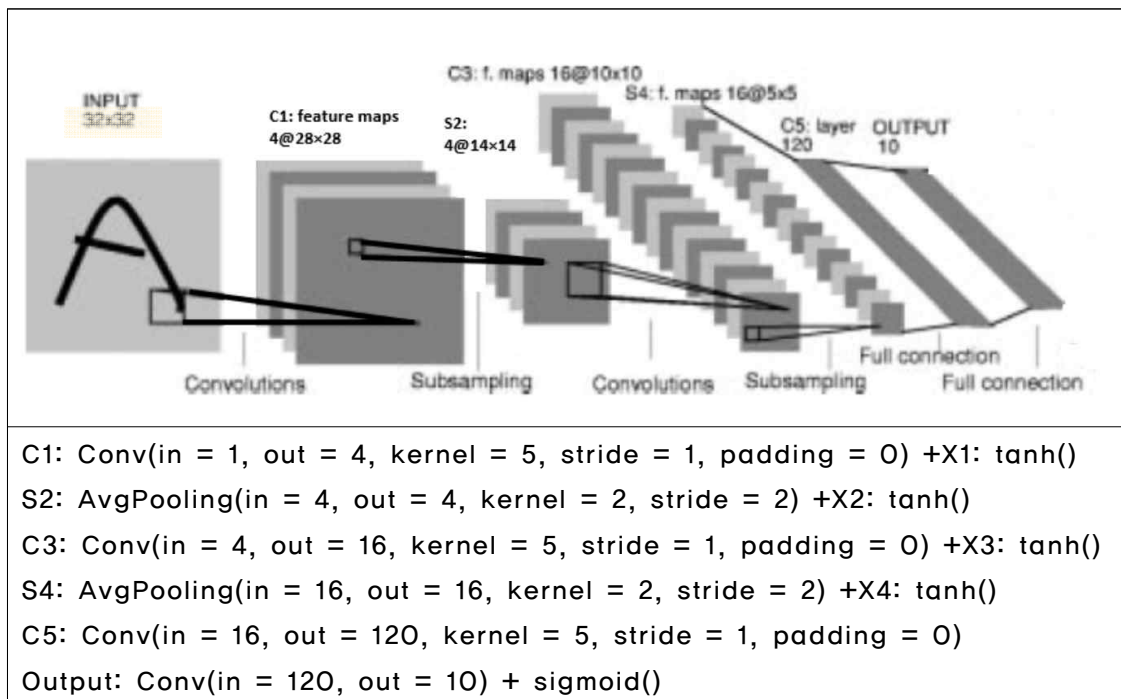 C3: f. maps 16@10x10
INPUT
32x32
C1: feature maps
4@28×28
S2:
4@14×14
S4: f. maps 16@5x5
C5: layer
120
OUTPUT
10
Convolutions
Subsampling
Convolutions
Subsampling
Full connection
Full connection
C1: Conv(in = 1, out = 4, kernel = 5, stride = 1, padding = 0) +X1: tanh()
S2: AvgPooling(in = 4, out = 4, kernel = 2, stride = 2) +X2: tanh()
C3: Conv(in = 4, out = 16, kernel = 5, stride = 1, padding = 0) +X3: tanh()
S4: AvgPooling(in = 16, out = 16, kernel = 2, stride = 2) +X4: tanh()
C5: Conv(in = 16, out = 120, kernel = 5, stride = 1, padding = 0)
Output: Conv(in = 120, out = 10) + sigmoid()